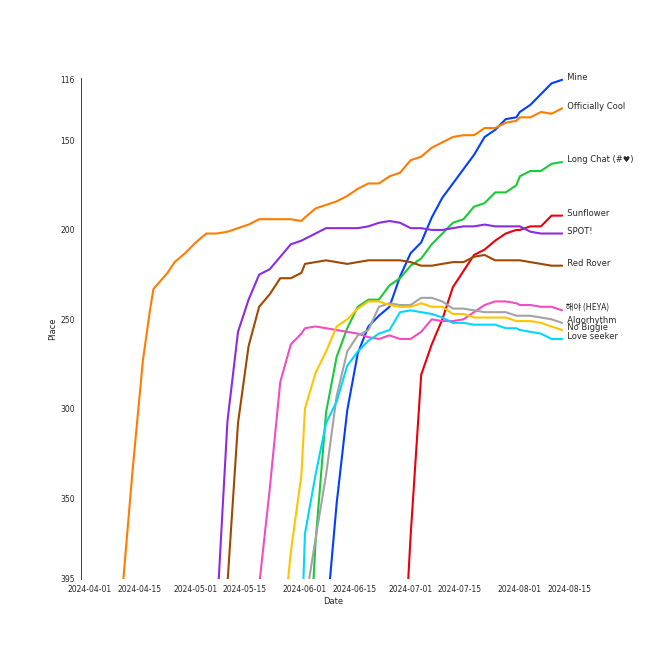 116
Mine
Officially Cool
150
Long Chat (#♥)
200
Sunflower
SPOT!
Red Rover
250
해야 (HEYA)
Algorhythm
No Biggie
Love seeker
Place
300
350
395
2024-04-01 2024-04-15 2024-05-01 2024-05-15 2024-06-01 2024-06-15 2024-07-01 2024-07-15 2024-08-01 2024-08-15
Date